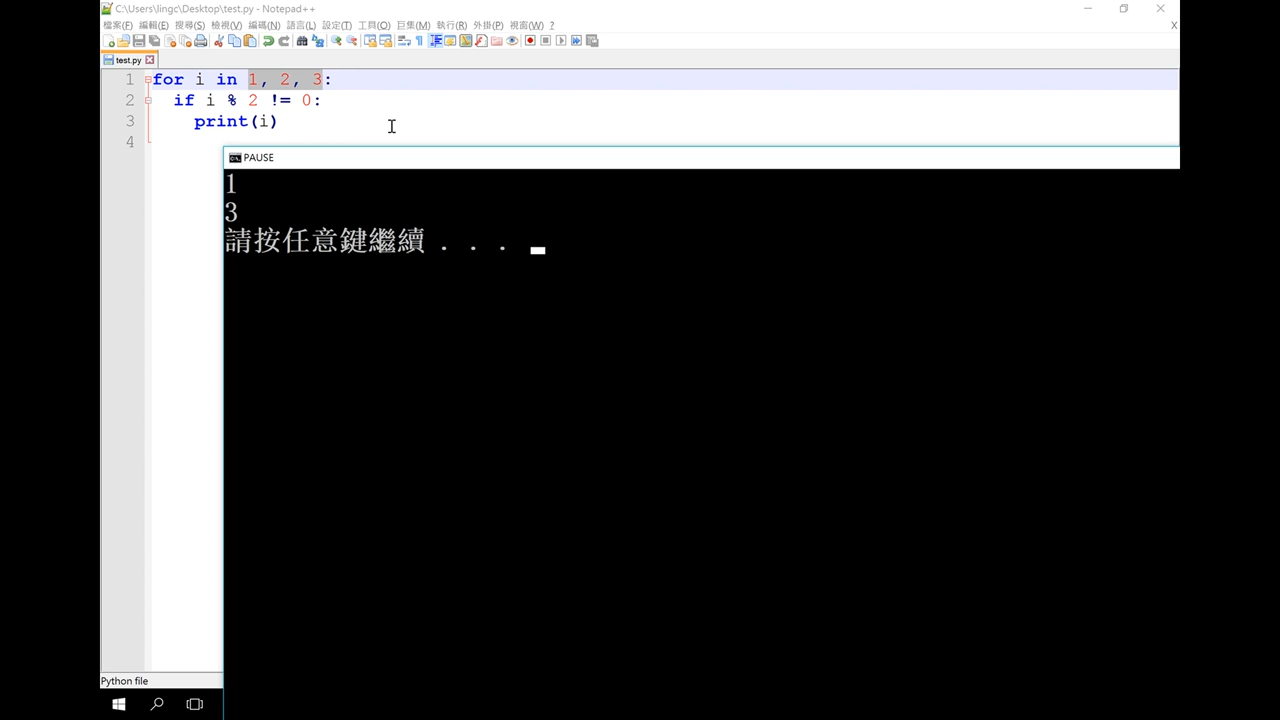 C:\Users\lingc\Desktop\test.py - Notepad++
檔案(F) 編輯(E) 搜尋(S) 檢視(V) 編碼(N) 語言(L) 設定(T) 工具(O) 巨集(M) 執行(R) 外掛(P) 視窗(W) ? X
test.py
1 for i in 1, 2, 3:
2 if i % 2 != 0:
3 print(i)
4
PAUSE
1
3
請按任意鍵繼續 . . .
Python file